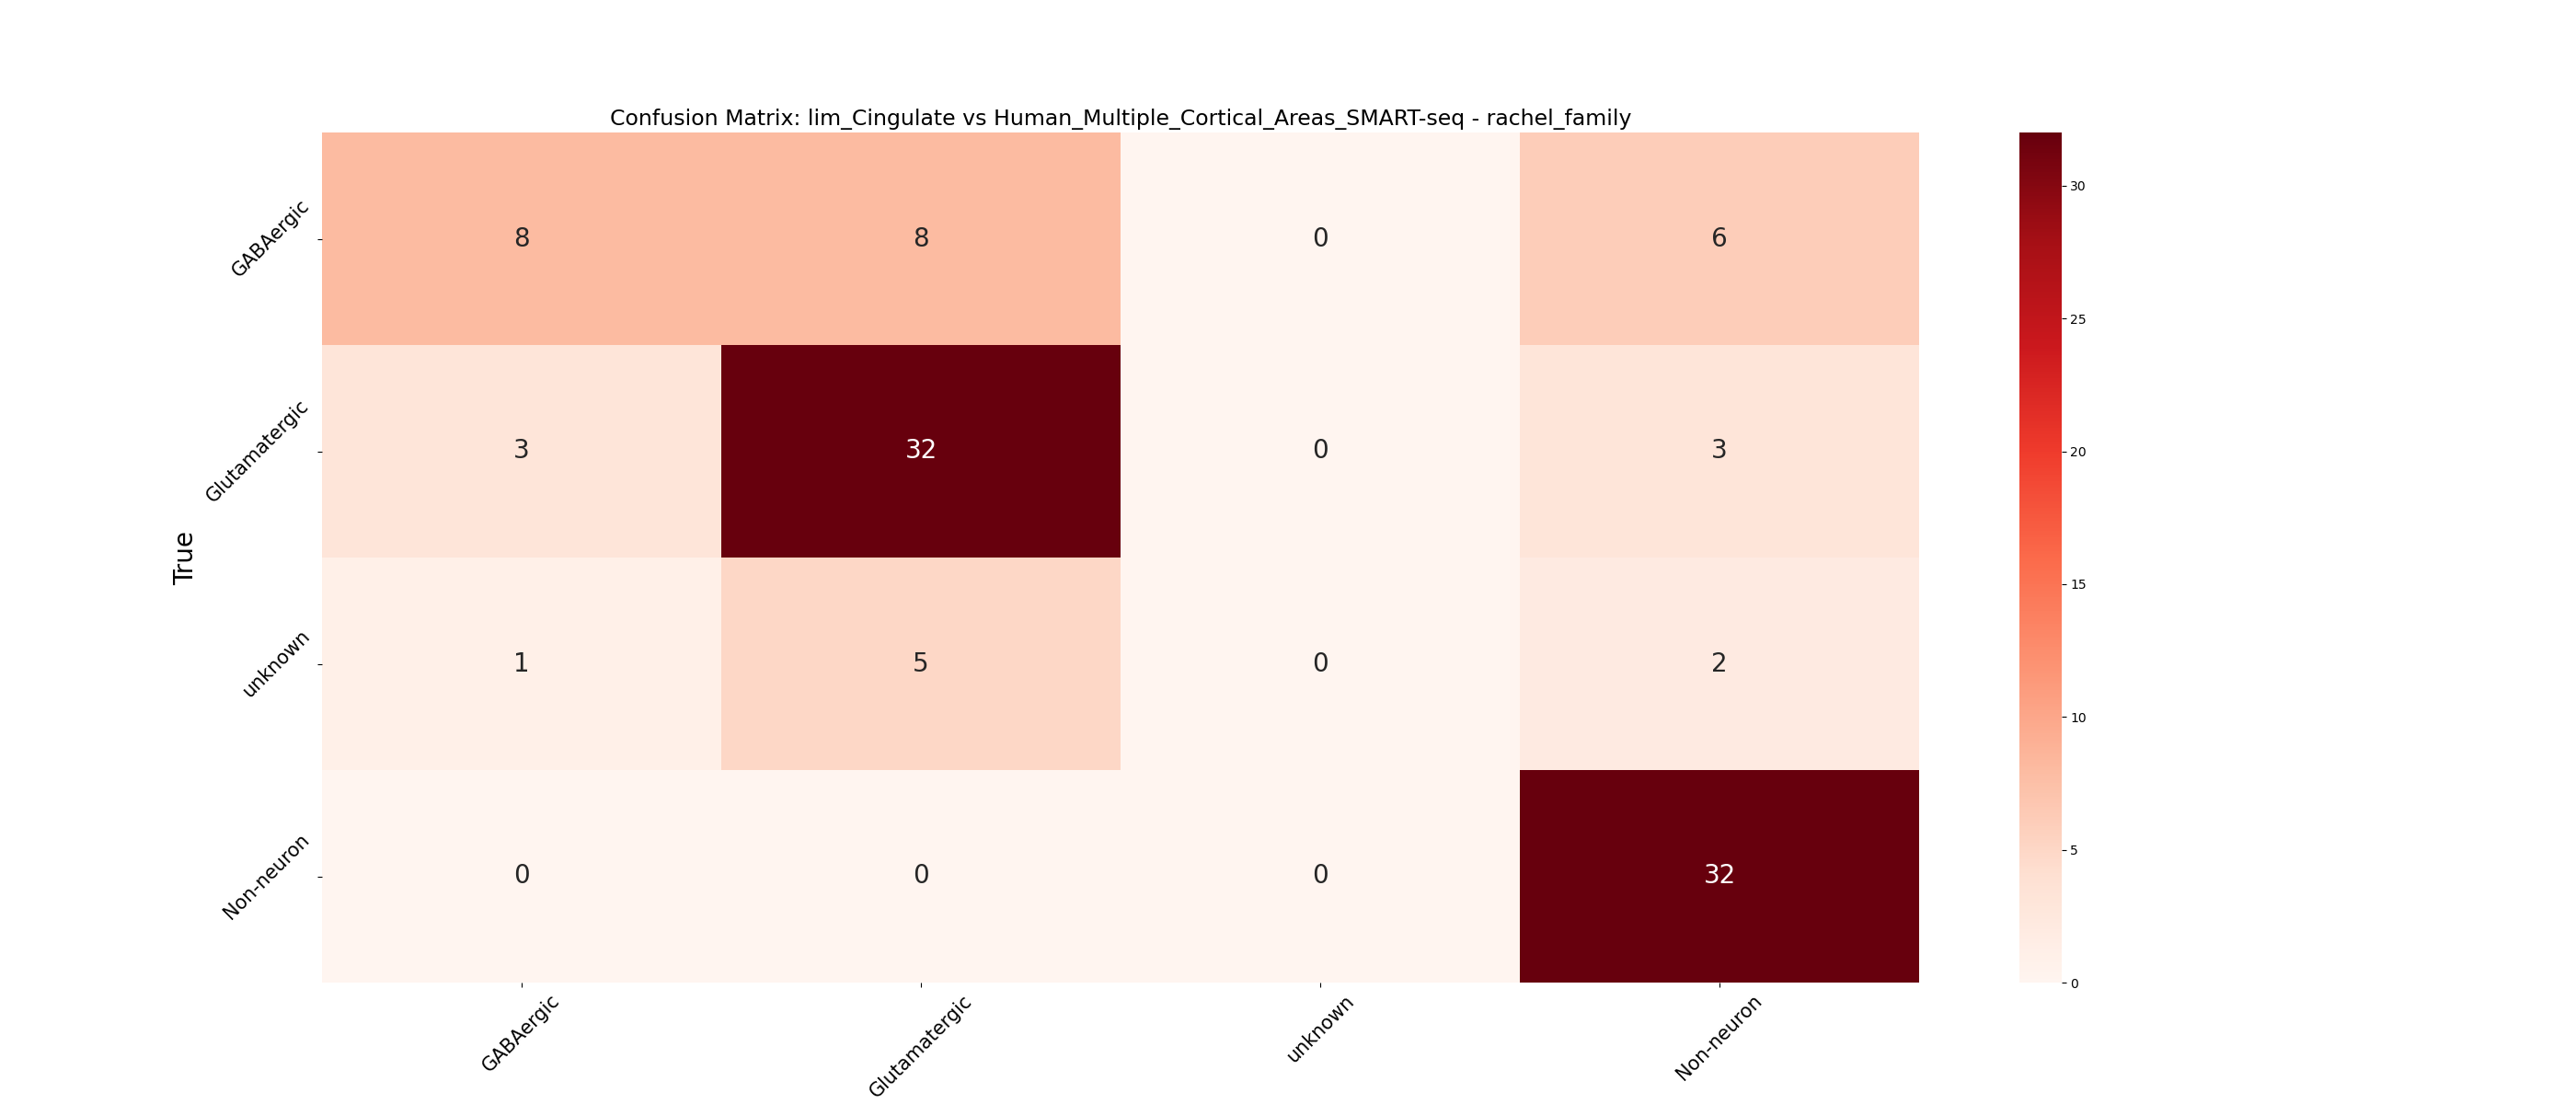 Confusion Matrix: lim_Cingulate vs Human_Multiple_Cortical_Areas_SMART-seq - rachel_family
True
GABAergic
8 8 0 6
Glutamatergic
3 32 0 3
unknown
1 5 0 2
Non-neuron
0 0 0 32
GABAergic
Glutamatergic
unknown
Non-neuron
30
25
20
15
10
5
0